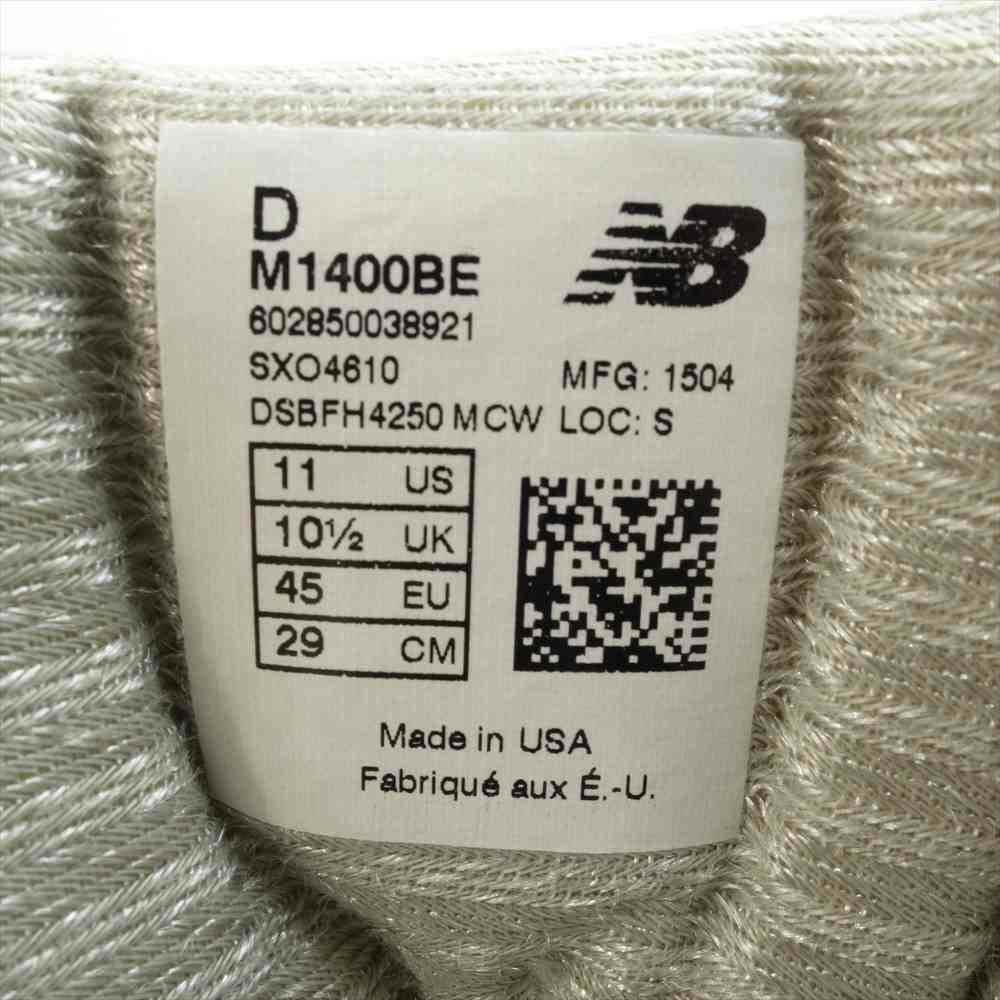 D
NB
M1400BE
602850038921
SXO4610
MFG: 1504
DSBFH4250 MCW LOC: S
11 US
10½ UK
45 EU
29 CM
Made in USA
Fabriqué aux É.-U.